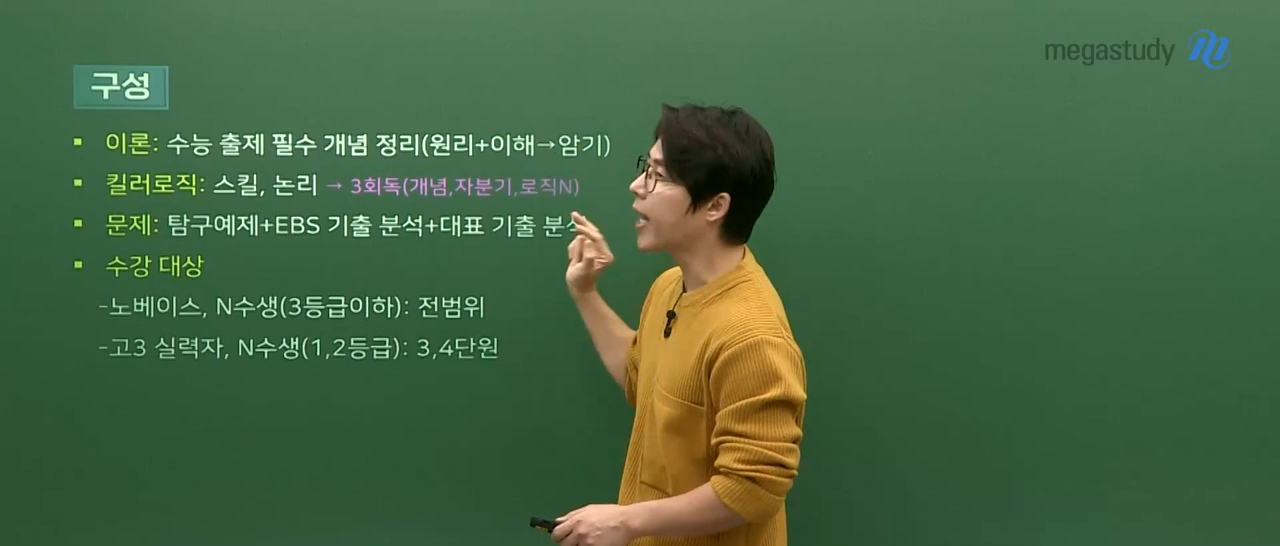 megastudy
구성
▪ 이론: 수능 출제 필수 개념 정리(원리+이해→암기)
▪ 킬러로직: 스킬, 논리 → 3회독(개념,자분기,로직N)
▪ 문제: 탐구예제+EBS 기출 분석+대표 기출 분석
▪ 수강 대상
-노베이스, N수생(3등급이하): 전범위
-고3 실력자, N수생(1,2등급): 3,4단원